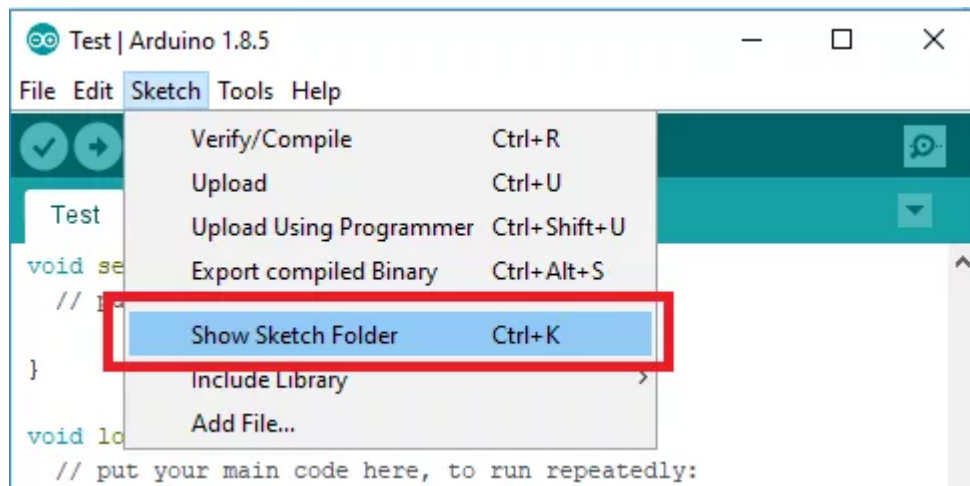 Test | Arduino 1.8.5
File Edit Sketch Tools Help
Verify/Compile Ctrl+R
Upload Ctrl+U
Test
Upload Using Programmer Ctrl+Shift+U
void se
Export compiled Binary Ctrl+Alt+S
//
Show Sketch Folder Ctrl+K
}
Include Library
Add File...
void lo
// put your main code here, to run repeatedly: